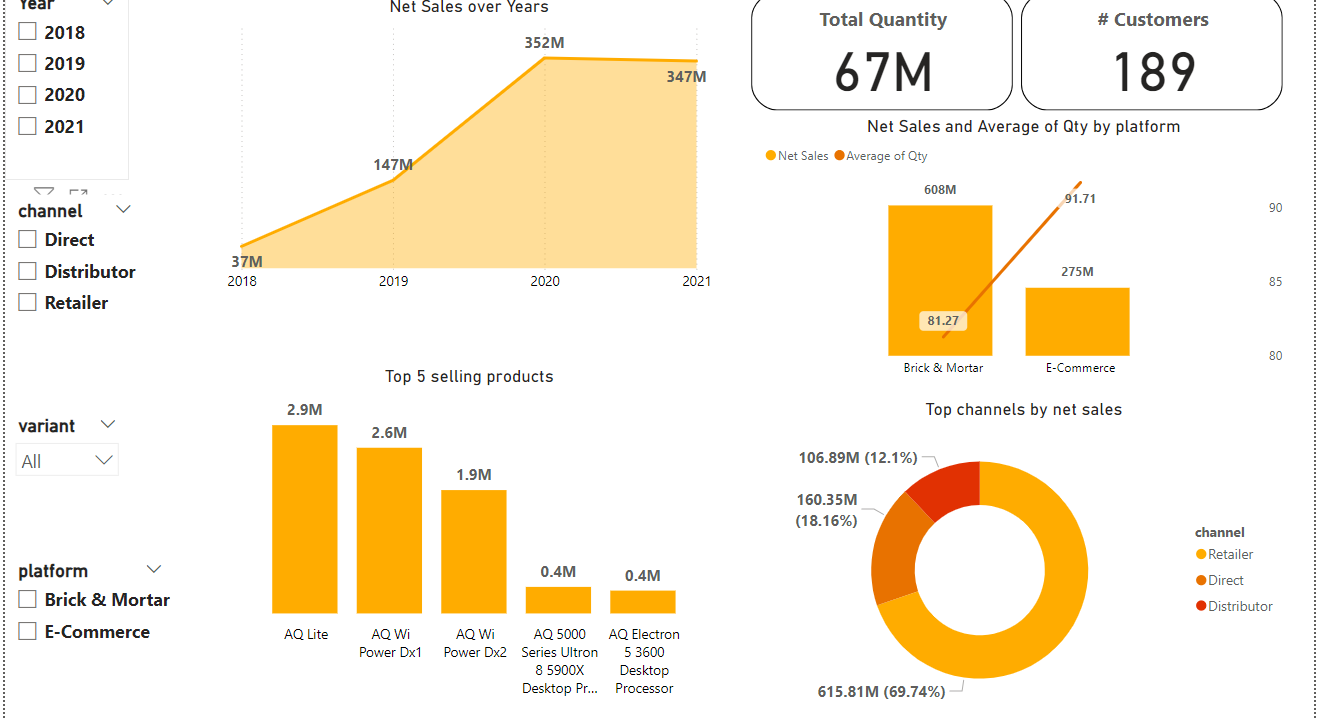 Year
2018
2019
2020
2021
channel
Direct
Distributor
Retailer
variant
All
platform
Brick & Mortar
E-Commerce
Net Sales over Years
352M
347M
147M
37M
2018
2019
2020
2021
Top 5 selling products
2.9M
2.6M
1.9M
0.4M
0.4M
AQ Lite
AQ Wi
Power Dx1
AQ Wi
Power Dx2
AQ 5000
Series Ultron
8 5900X
Desktop Pr...
AQ Electron
5 3600
Desktop
Processor
Total Quantity
67M
# Customers
189
Net Sales and Average of Qty by platform
Net Sales
Average of Qty
608M
91.71
275M
81.27
90
85
80
Brick & Mortar
E-Commerce
Top channels by net sales
106.89M (12.1%)
160.35M
(18.16%)
615.81M (69.74%)
channel
Retailer
Direct
Distributor